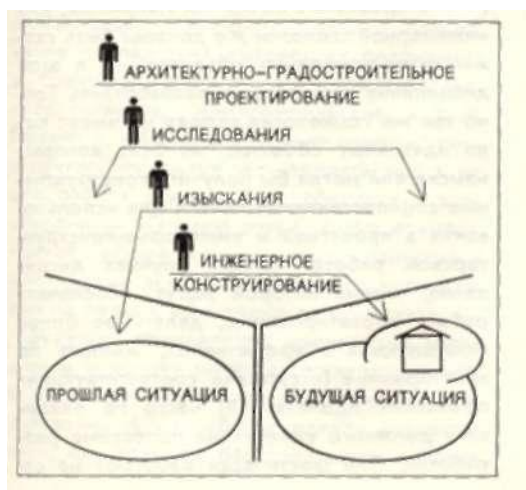 АРХИТЕКТУРНО-ГРАДОСТРОИТЕЛЬНОЕ
ПРОЕКТИРОВАНИЕ
ИССЛЕДОВАНИЯ
ИЗЫСКАНИЯ
ИНЖЕНЕРНОЕ
КОНСТРУИРОВАНИЕ
ПРОШЛАЯ СИТУАЦИЯ
БУДУЩАЯ СИТУАЦИЯ